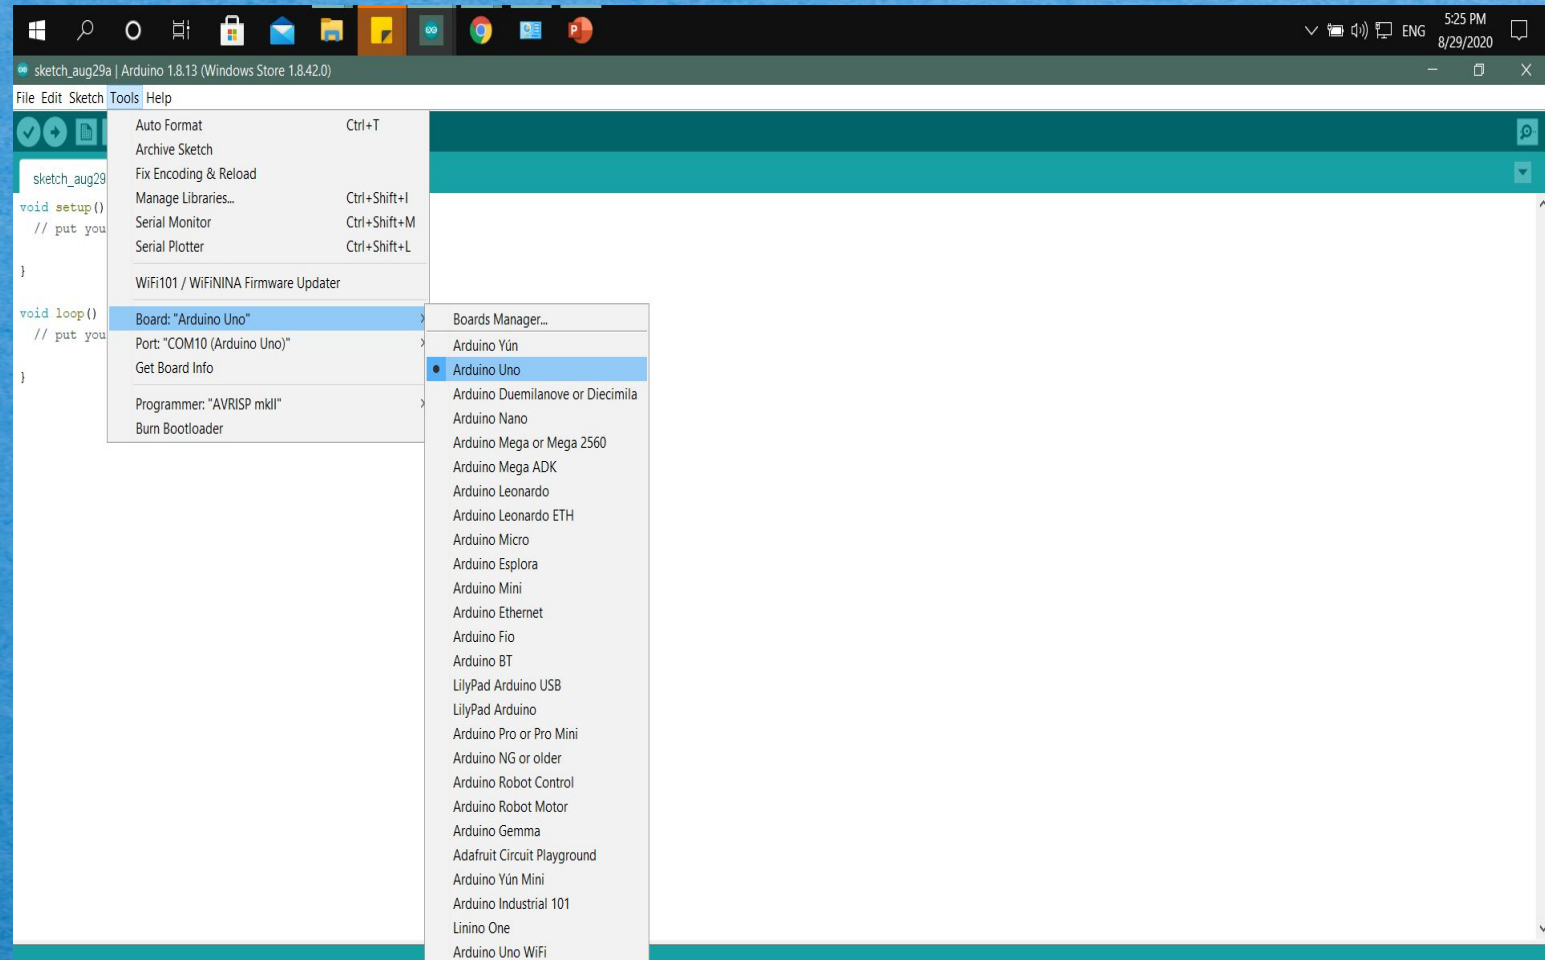 ENG
5:25 PM
8/29/2020
sketch_aug29a | Arduino 1.8.13 (Windows Store 1.8.42.0)
File Edit Sketch Tools Help
sketch_aug29
void setup()
// put you
}
void loop()
// put you
}
Auto Format Ctrl+T
Archive Sketch
Fix Encoding & Reload
Manage Libraries... Ctrl+Shift+I
Serial Monitor Ctrl+Shift+M
Serial Plotter Ctrl+Shift+L
WiFi101 / WiFiNINA Firmware Updater
Board: "Arduino Uno"
Port: "COM10 (Arduino Uno)"
Get Board Info
Programmer: "AVRISP mkII"
Burn Bootloader
Boards Manager...
Arduino Yún
Arduino Uno
Arduino Duemilanove or Diecimila
Arduino Nano
Arduino Mega or Mega 2560
Arduino Mega ADK
Arduino Leonardo
Arduino Leonardo ETH
Arduino Micro
Arduino Esplora
Arduino Mini
Arduino Ethernet
Arduino Fio
Arduino BT
LilyPad Arduino USB
LilyPad Arduino
Arduino Pro or Pro Mini
Arduino NG or older
Arduino Robot Control
Arduino Robot Motor
Arduino Gemma
Adafruit Circuit Playground
Arduino Yún Mini
Arduino Industrial 101
Linino One
Arduino Uno WiFi